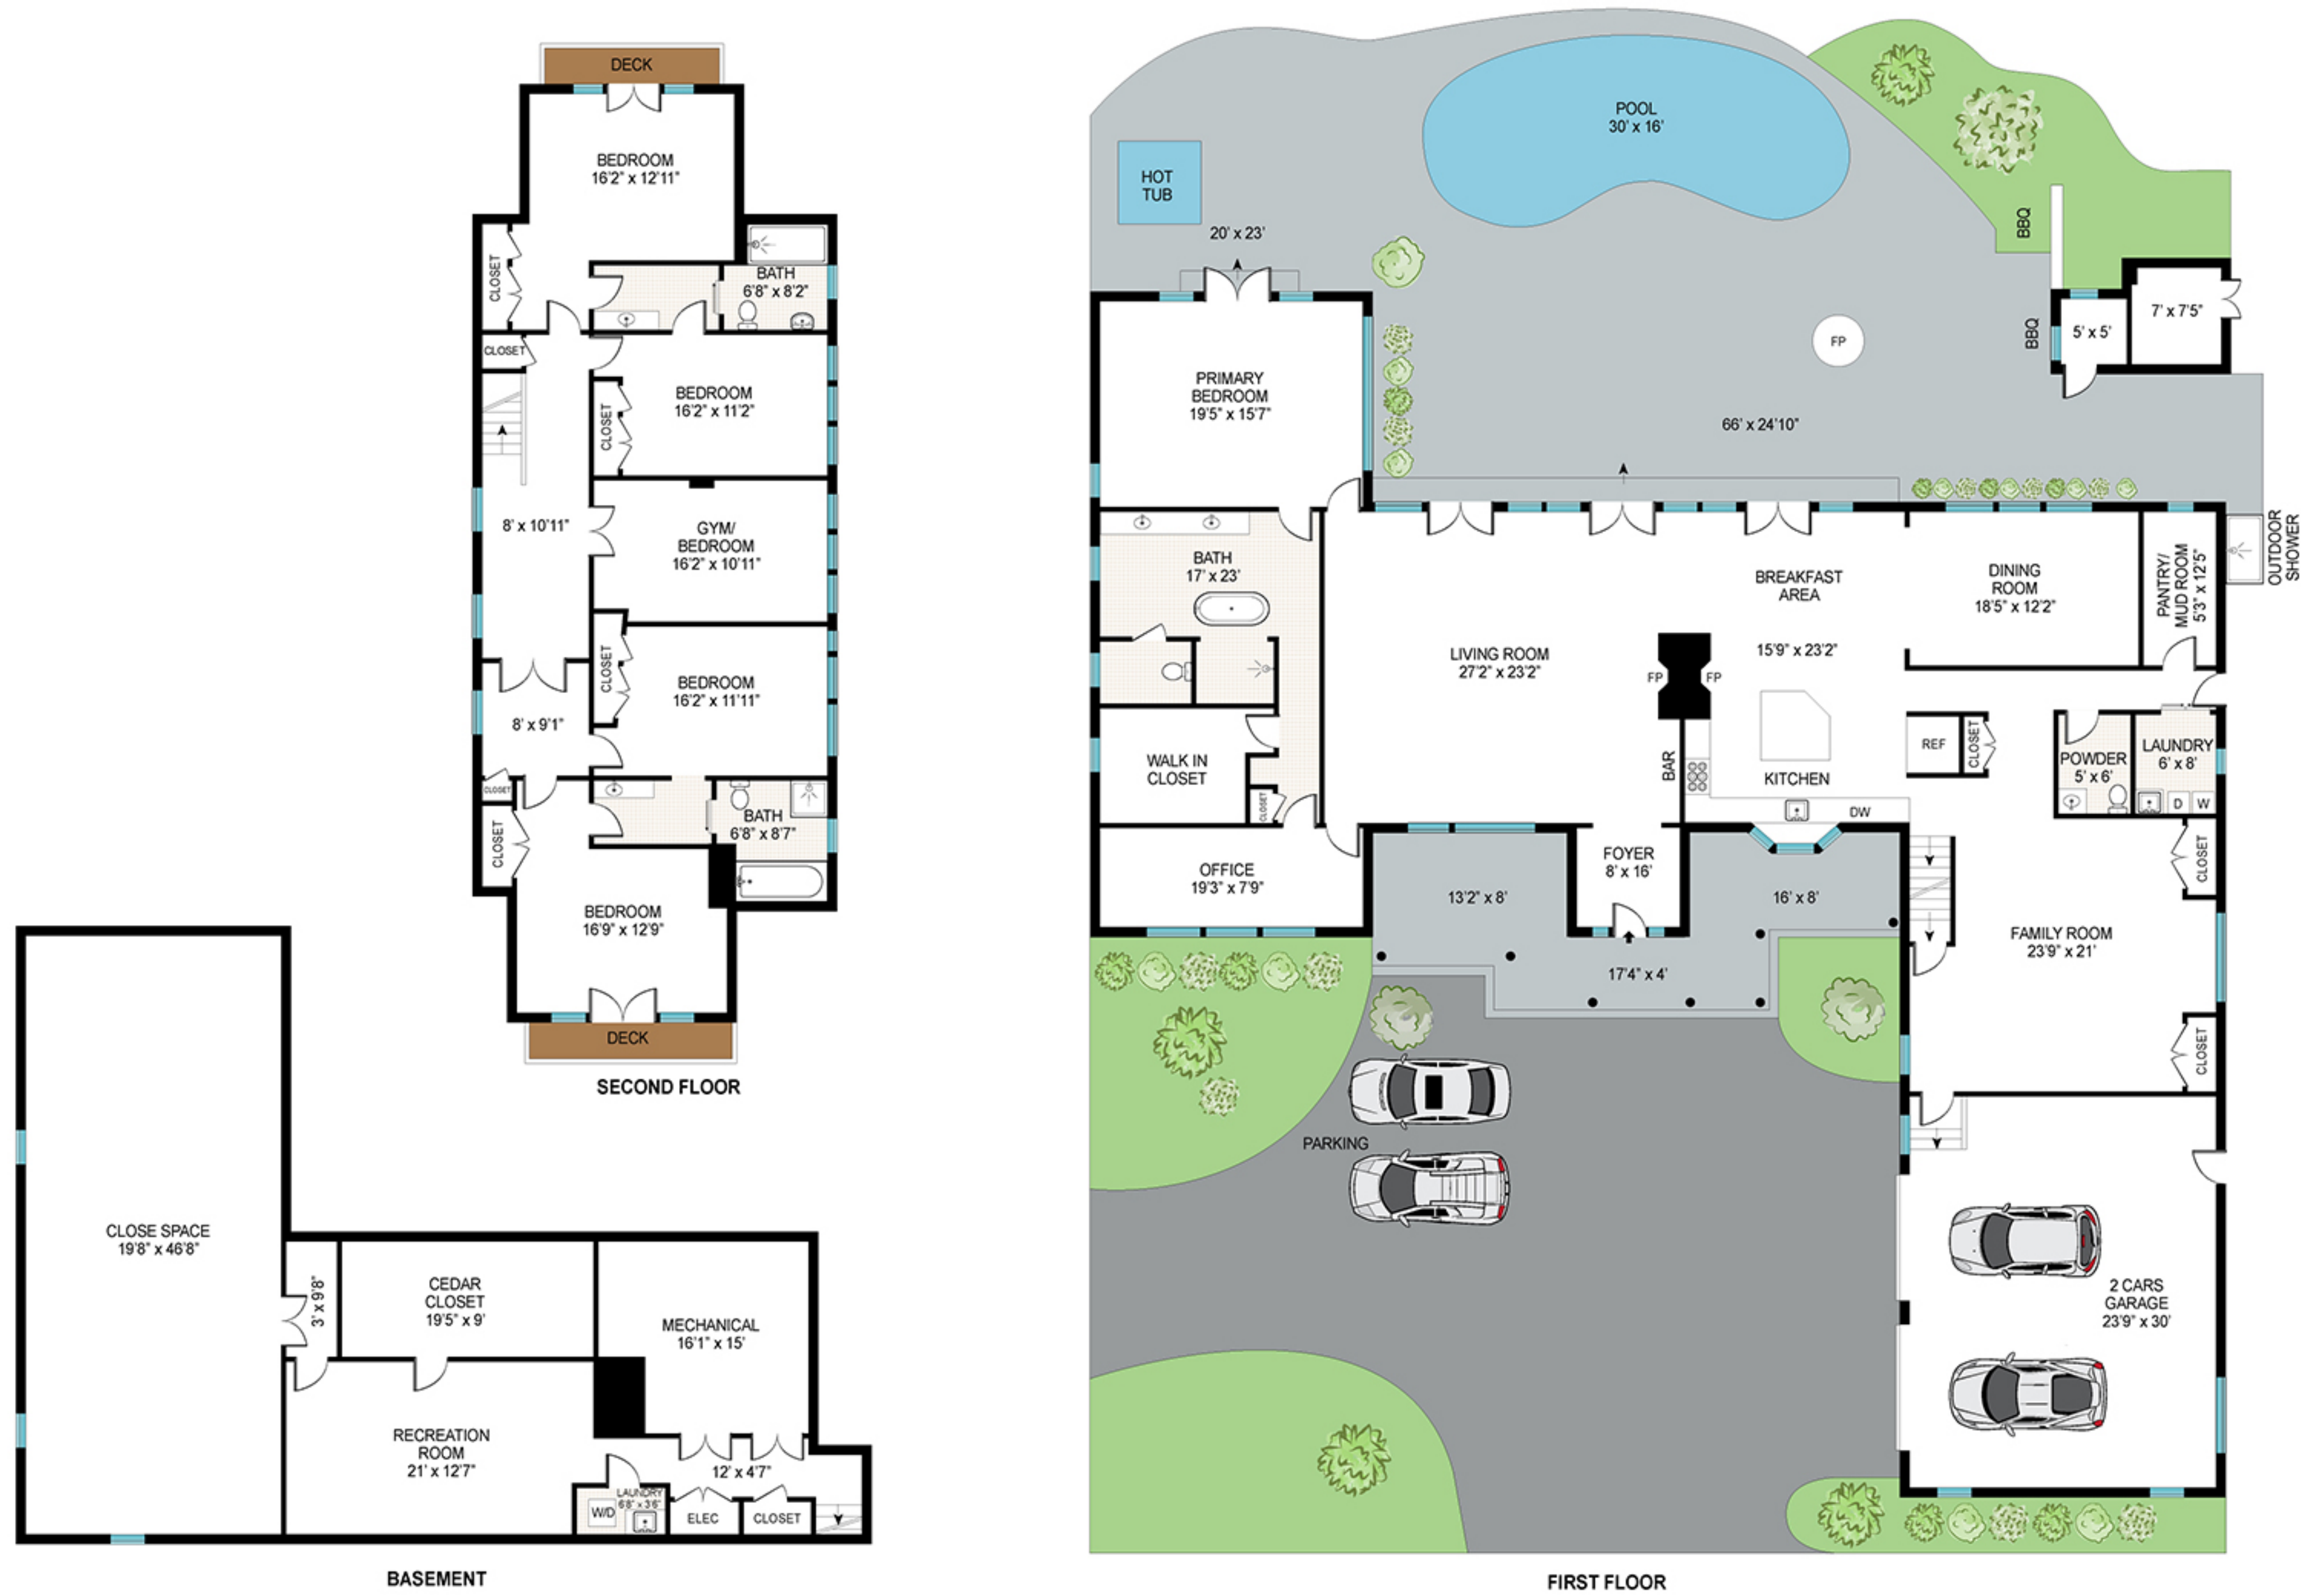 DECK
BEDROOM
16'2" x 12'11"
CLOSET
BATH
6'8" x 8'2"
CLOSET
BEDROOM
16'2" x 11'2"
CLOSET
8' x 10'11"
GYM/
BEDROOM
16'2" x 10'11"
CLOSET
BEDROOM
16'2" x 11'11"
8' x 9'1"
CLOSET
CLOSET
BATH
6'8" x 8'7"
BEDROOM
16'9" x 12'9"
DECK
SECOND FLOOR
CLOSE SPACE
19'8" x 46'8"
3' x 9'8"
CEDAR
CLOSET
19'5" x 9'
MECHANICAL
16'1" x 15'
RECREATION
ROOM
21' x 12'7"
12' x 4'7"
LAUNDRY
6'8" x 3'6"
W/D
ELEC
CLOSET
BASEMENT
POOL
30' x 16'
HOT
TUB
20' x 23'
BBQ
BBQ
5' x 5'
7' x 7'5"
FP
66' x 24'10"
PRIMARY
BEDROOM
19'5" x 15'7"
BATH
17' x 23'
WALK IN
CLOSET
CLOSET
OFFICE
19'3" x 7'9"
LIVING ROOM
27'2" x 23'2"
FP
FP
BREAKFAST
AREA
15'9" x 23'2"
DINING
ROOM
18'5" x 12'2"
PANTRY/
MUD ROOM
5'3" x 12'5"
OUTDOOR
SHOWER
BAR
KITCHEN
DW
REF
CLOSET
POWDER
5' x 6'
LAUNDRY
6' x 8'
D
W
FOYER
8' x 16'
13'2" x 8'
16' x 8'
17'4" x 4'
CLOSET
FAMILY ROOM
23'9" x 21'
CLOSET
PARKING
2 CARS
GARAGE
23'9" x 30'
FIRST FLOOR